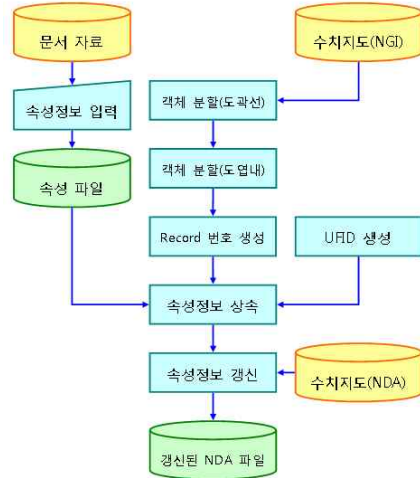 문서 자료
수치지도(NGI)
속성정보 입력
객체 분할(도곽선)
속성 파일
객체 분할(도엽내)
Record 번호 생성
UFID 생성
속성정보 상속
속성정보 갱신
수치지도(NDA)
갱신된 NDA 파일